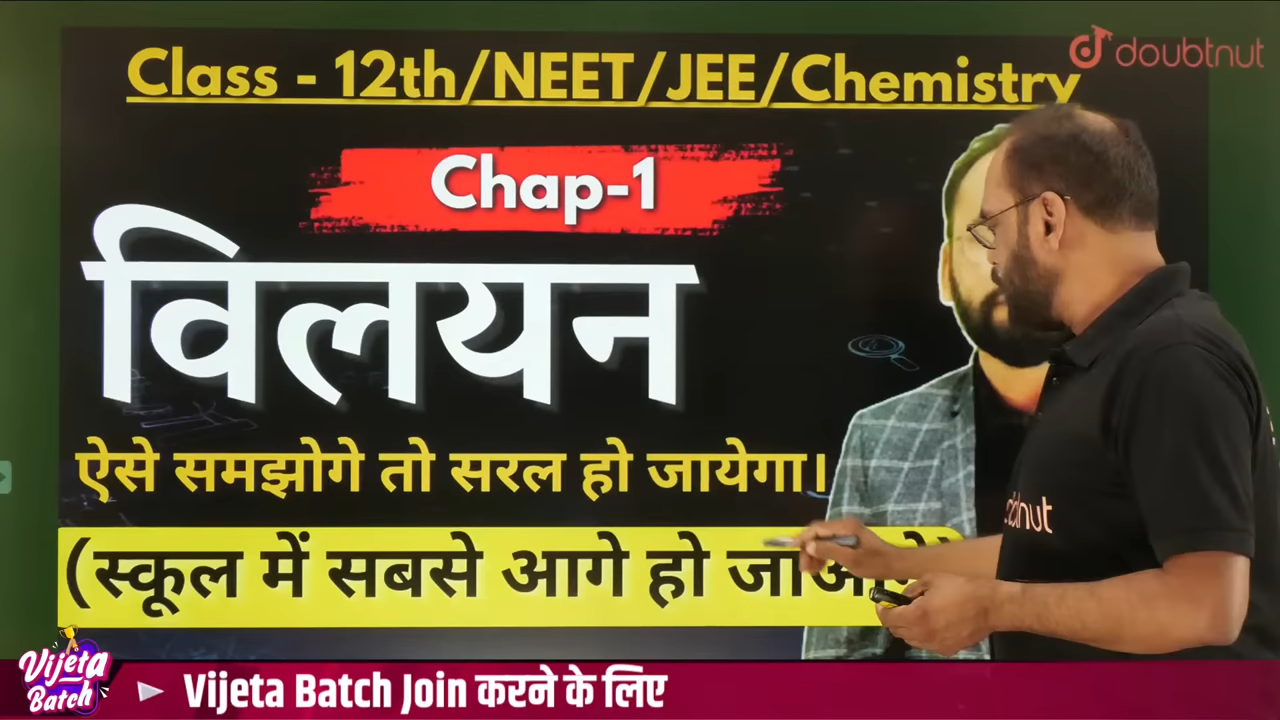 Class - 12th/NEET/JEE/Chemistry
doubtnut
Chap-1
विलयन
ऐसे समझोगे तो सरल हो जायेगा।
(स्कूल में सबसे आगे हो
Vijeta
Batch
Vijeta Batch Join करने के लिए